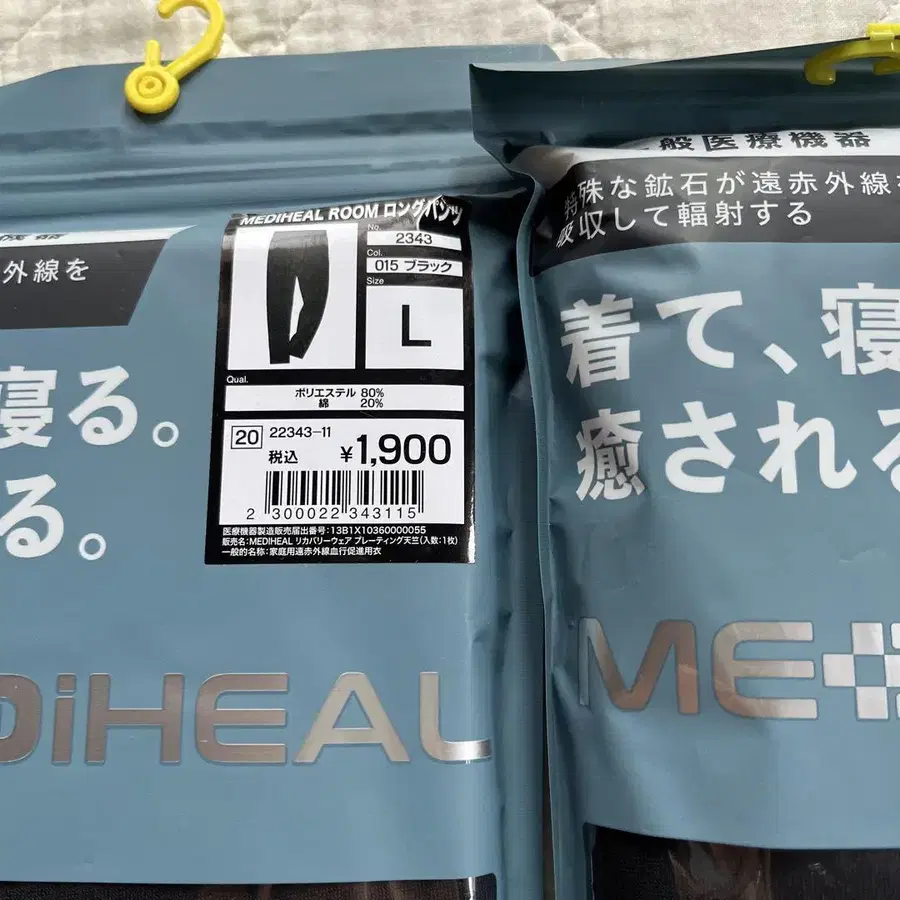 機器
外線を
寝る。
る。
DiHEAL
MEDIHEAL ROOM ロングパンツ
No.
2343
Col.
015 ブラック
Size
L
Qual.
ポリエステル 80%
綿 20%
20 22343-11
税込 ¥1,900
2 300022 343115
医療機器製造販売届出番号:13B1X10360000055
販売名:MEDIHEAL リカバリーウェア プレーティング天竺(入数:1枚)
一般的名称:家庭用遠赤外線血行促進用衣
般医療機器
特殊な鉱石が遠赤外線を
吸収して輻射する
着て、寝
癒される
ME